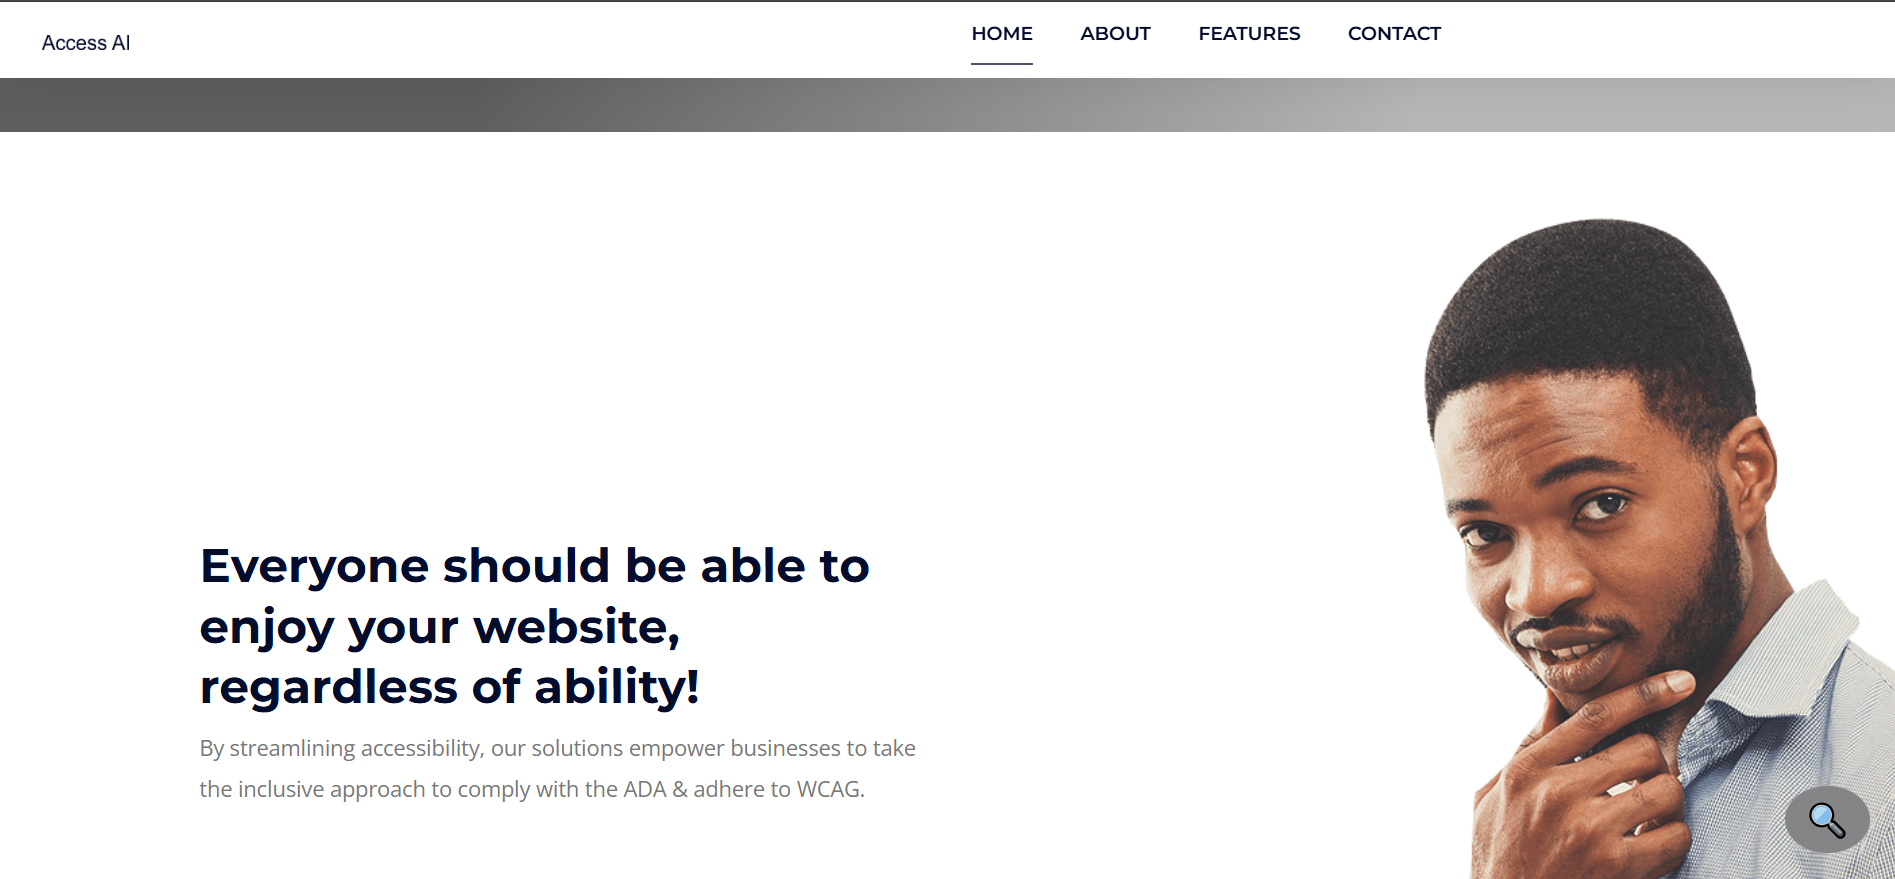 Access AI
HOME ABOUT FEATURES CONTACT
Everyone should be able to
enjoy your website,
regardless of ability!
By streamlining accessibility, our solutions empower businesses to take
the inclusive approach to comply with the ADA & adhere to WCAG.